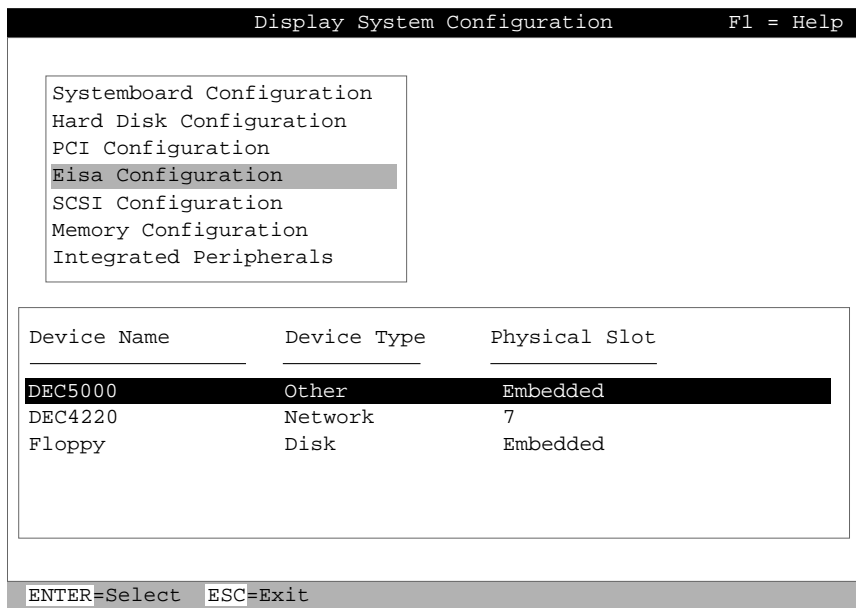 Display System Configuration F1 = Help
Systemboard Configuration
Hard Disk Configuration
PCI Configuration
Eisa Configuration
SCSI Configuration
Memory Configuration
Integrated Peripherals
Device Name Device Type Physical Slot
DEC5000 Other Embedded
DEC4220 Network 7
Floppy Disk Embedded
ENTER=Select ESC=Exit